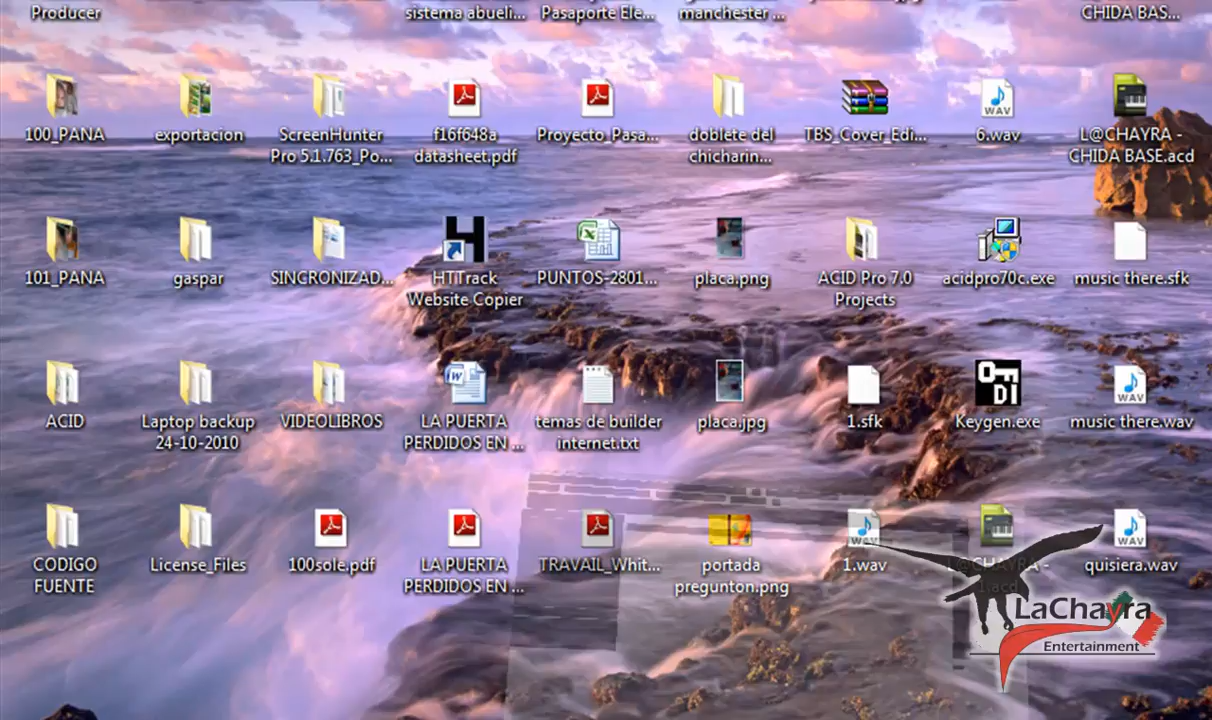 Producer
sistema abueli...
Pasaporte Ele...
manchester ...
CHIDA BAS...
100_PANA
exportacion
ScreenHunter
Pro 5.1.763_Po...
f16f648a
datasheet.pdf
Proyecto_Pasa...
doblete del
chicharin...
TBS_Cover_Edi...
6.wav
L@CHAYRA -
CHIDA BASE.acd
101_PANA
gaspar
SINCRONIZAD...
HTTrack
Website Copier
PUNTOS-2801...
placa.png
ACID Pro 7.0
Projects
acidpro70c.exe
music there.sfk
ACID
Laptop backup
24-10-2010
VIDEOLIBROS
LA PUERTA
PERDIDOS EN ...
temas de builder
internet.txt
placa.jpg
1.sfk
Keygen.exe
music there.wav
CODIGO
FUENTE
License_Files
100sole.pdf
LA PUERTA
PERDIDOS EN ...
TRAVAIL_Whit...
portada
pregunton.png
1.wav
L@CHAYRA -
1.acd
quisiera.wav
LaChayra
Entertainment